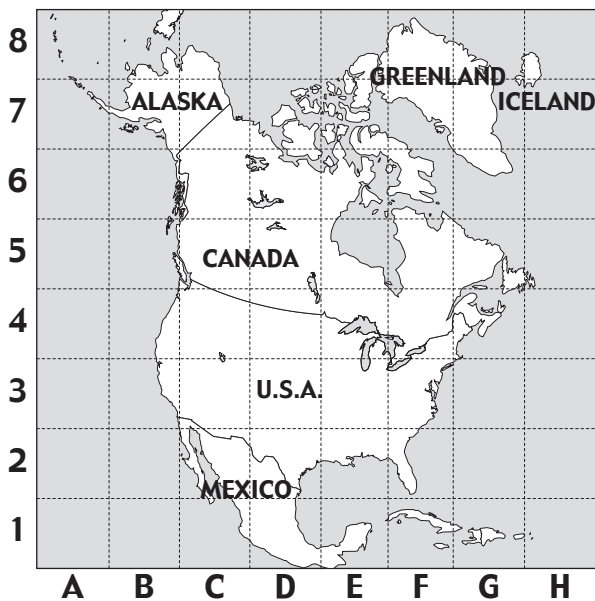 8
GREENLAND
7
ALASKA
ICELAND
6
5
CANADA
4
3
U.S.A.
2
MEXICO
1
A B C D E F G H